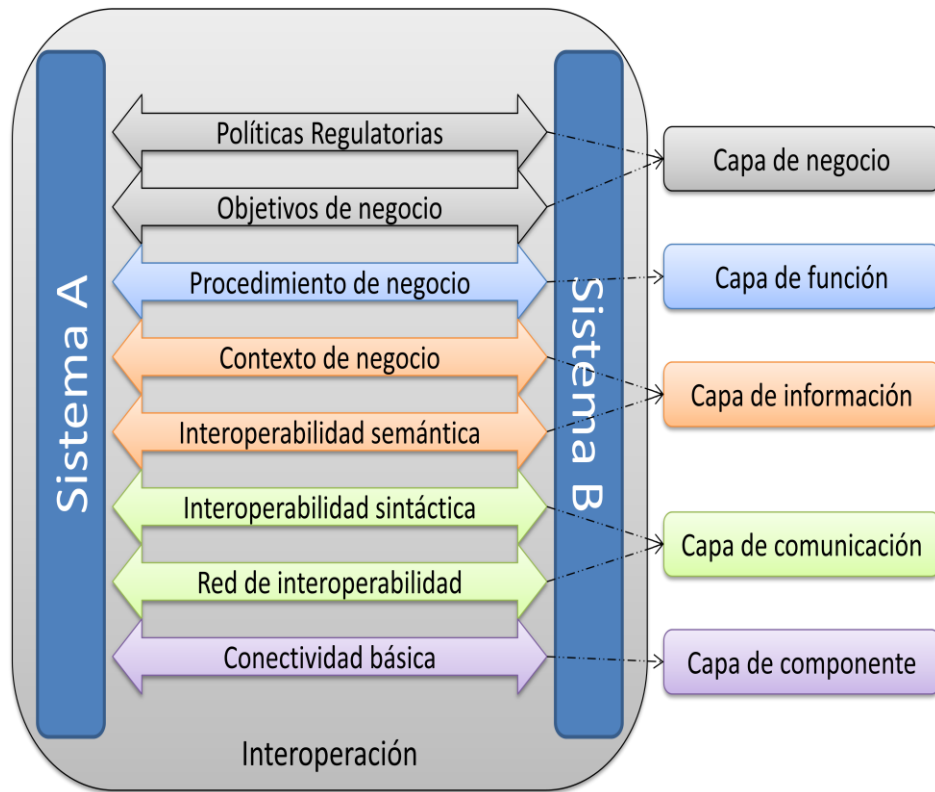 Sistema A
Políticas Regulatorias
Objetivos de negocio
Procedimiento de negocio
Contexto de negocio
Interoperabilidad semántica
Interoperabilidad sintáctica
Red de interoperabilidad
Conectividad básica
Interoperación
Sistema B
Capa de negocio
Capa de función
Capa de información
Capa de comunicación
Capa de componente